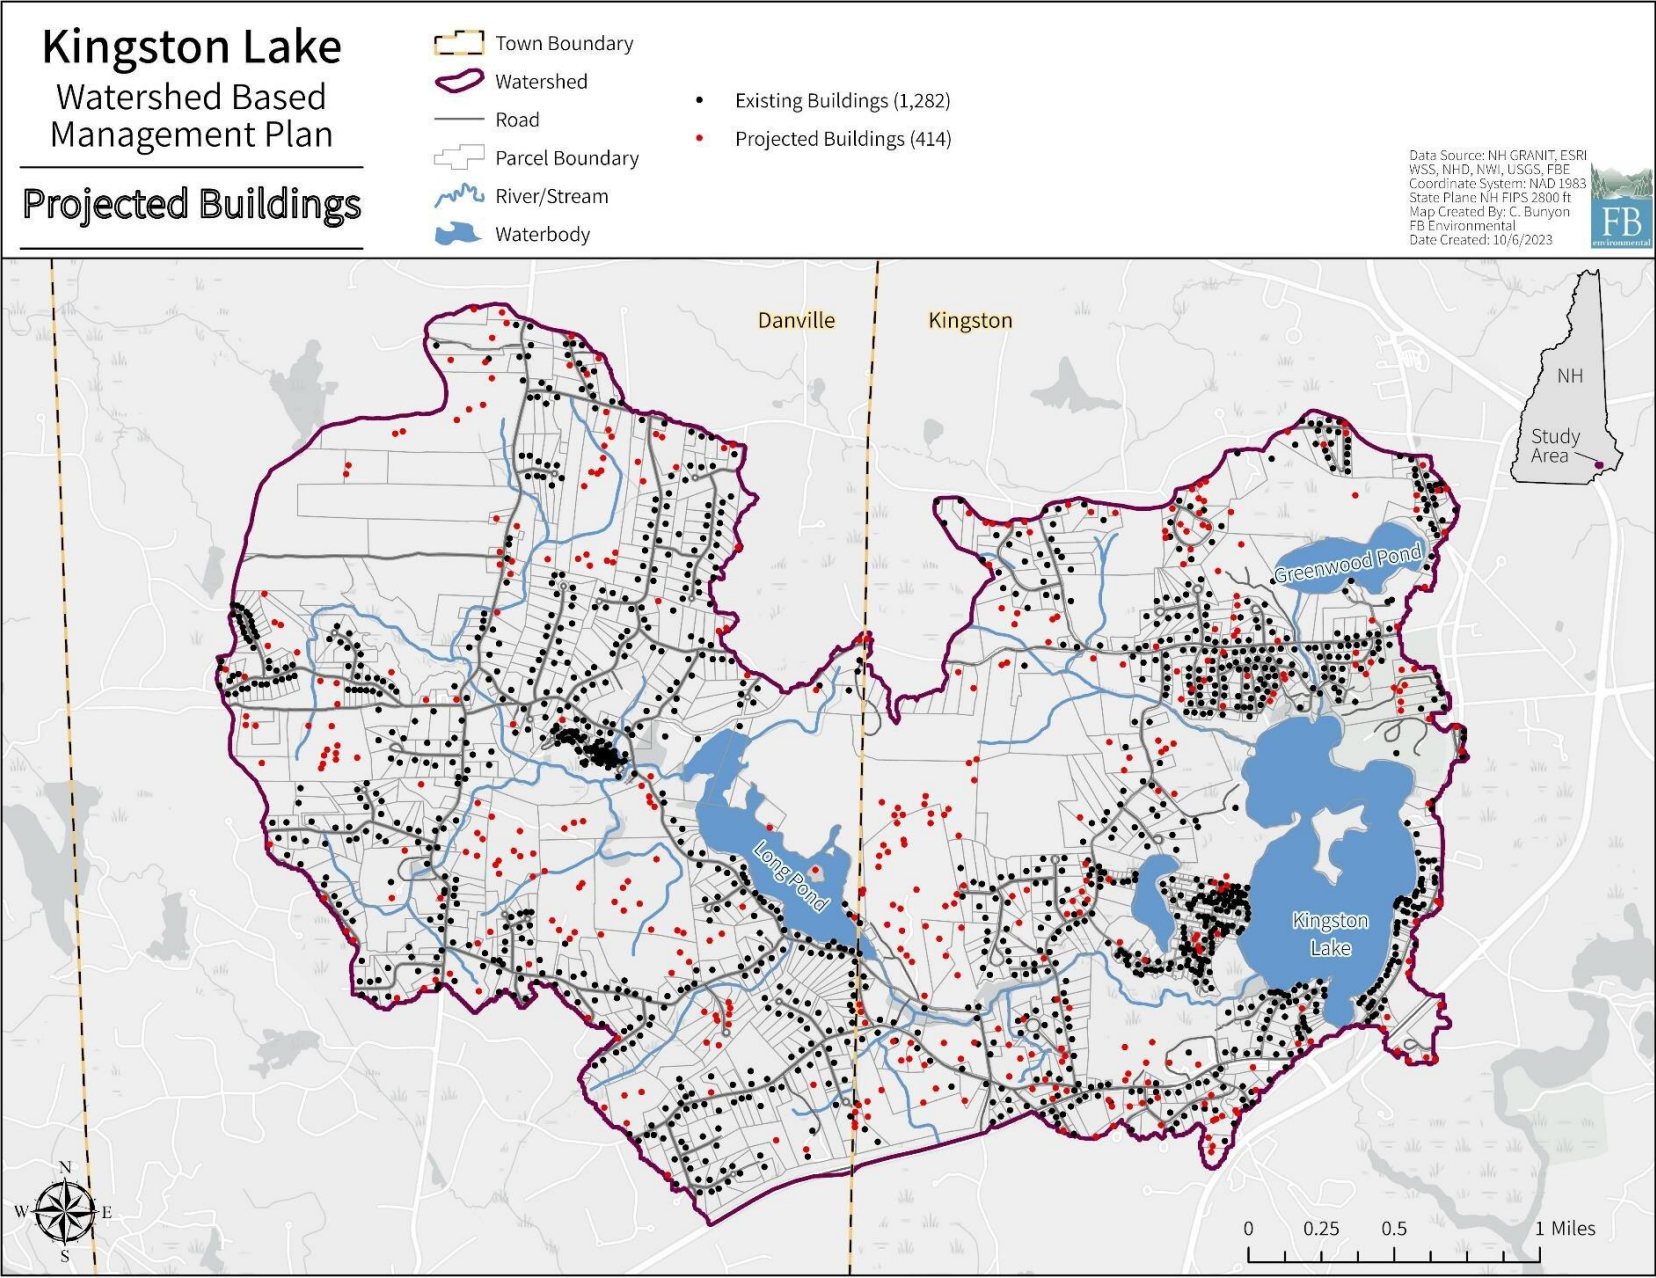 Kingston Lake
Watershed Based
Management Plan
Projected Buildings
Town Boundary
Watershed
Road
Parcel Boundary
River/Stream
Waterbody
Existing Buildings (1,282)
Projected Buildings (414)
Data Source: NH GRANIT, ESRI
WSS, NHD, NWI, USGS, FBE
Coordinate System: NAD 1983
State Plane NH FIPS 2800 ft
Map Created By: C. Bunyon
FB Environmental
Date Created: 10/6/2023
FB
environmental
Danville
Kingston
NH
Study
Area
Greenwood Pond
Long Pond
Kingston
Lake
N
W
E
S
0 0.25 0.5 1 Miles